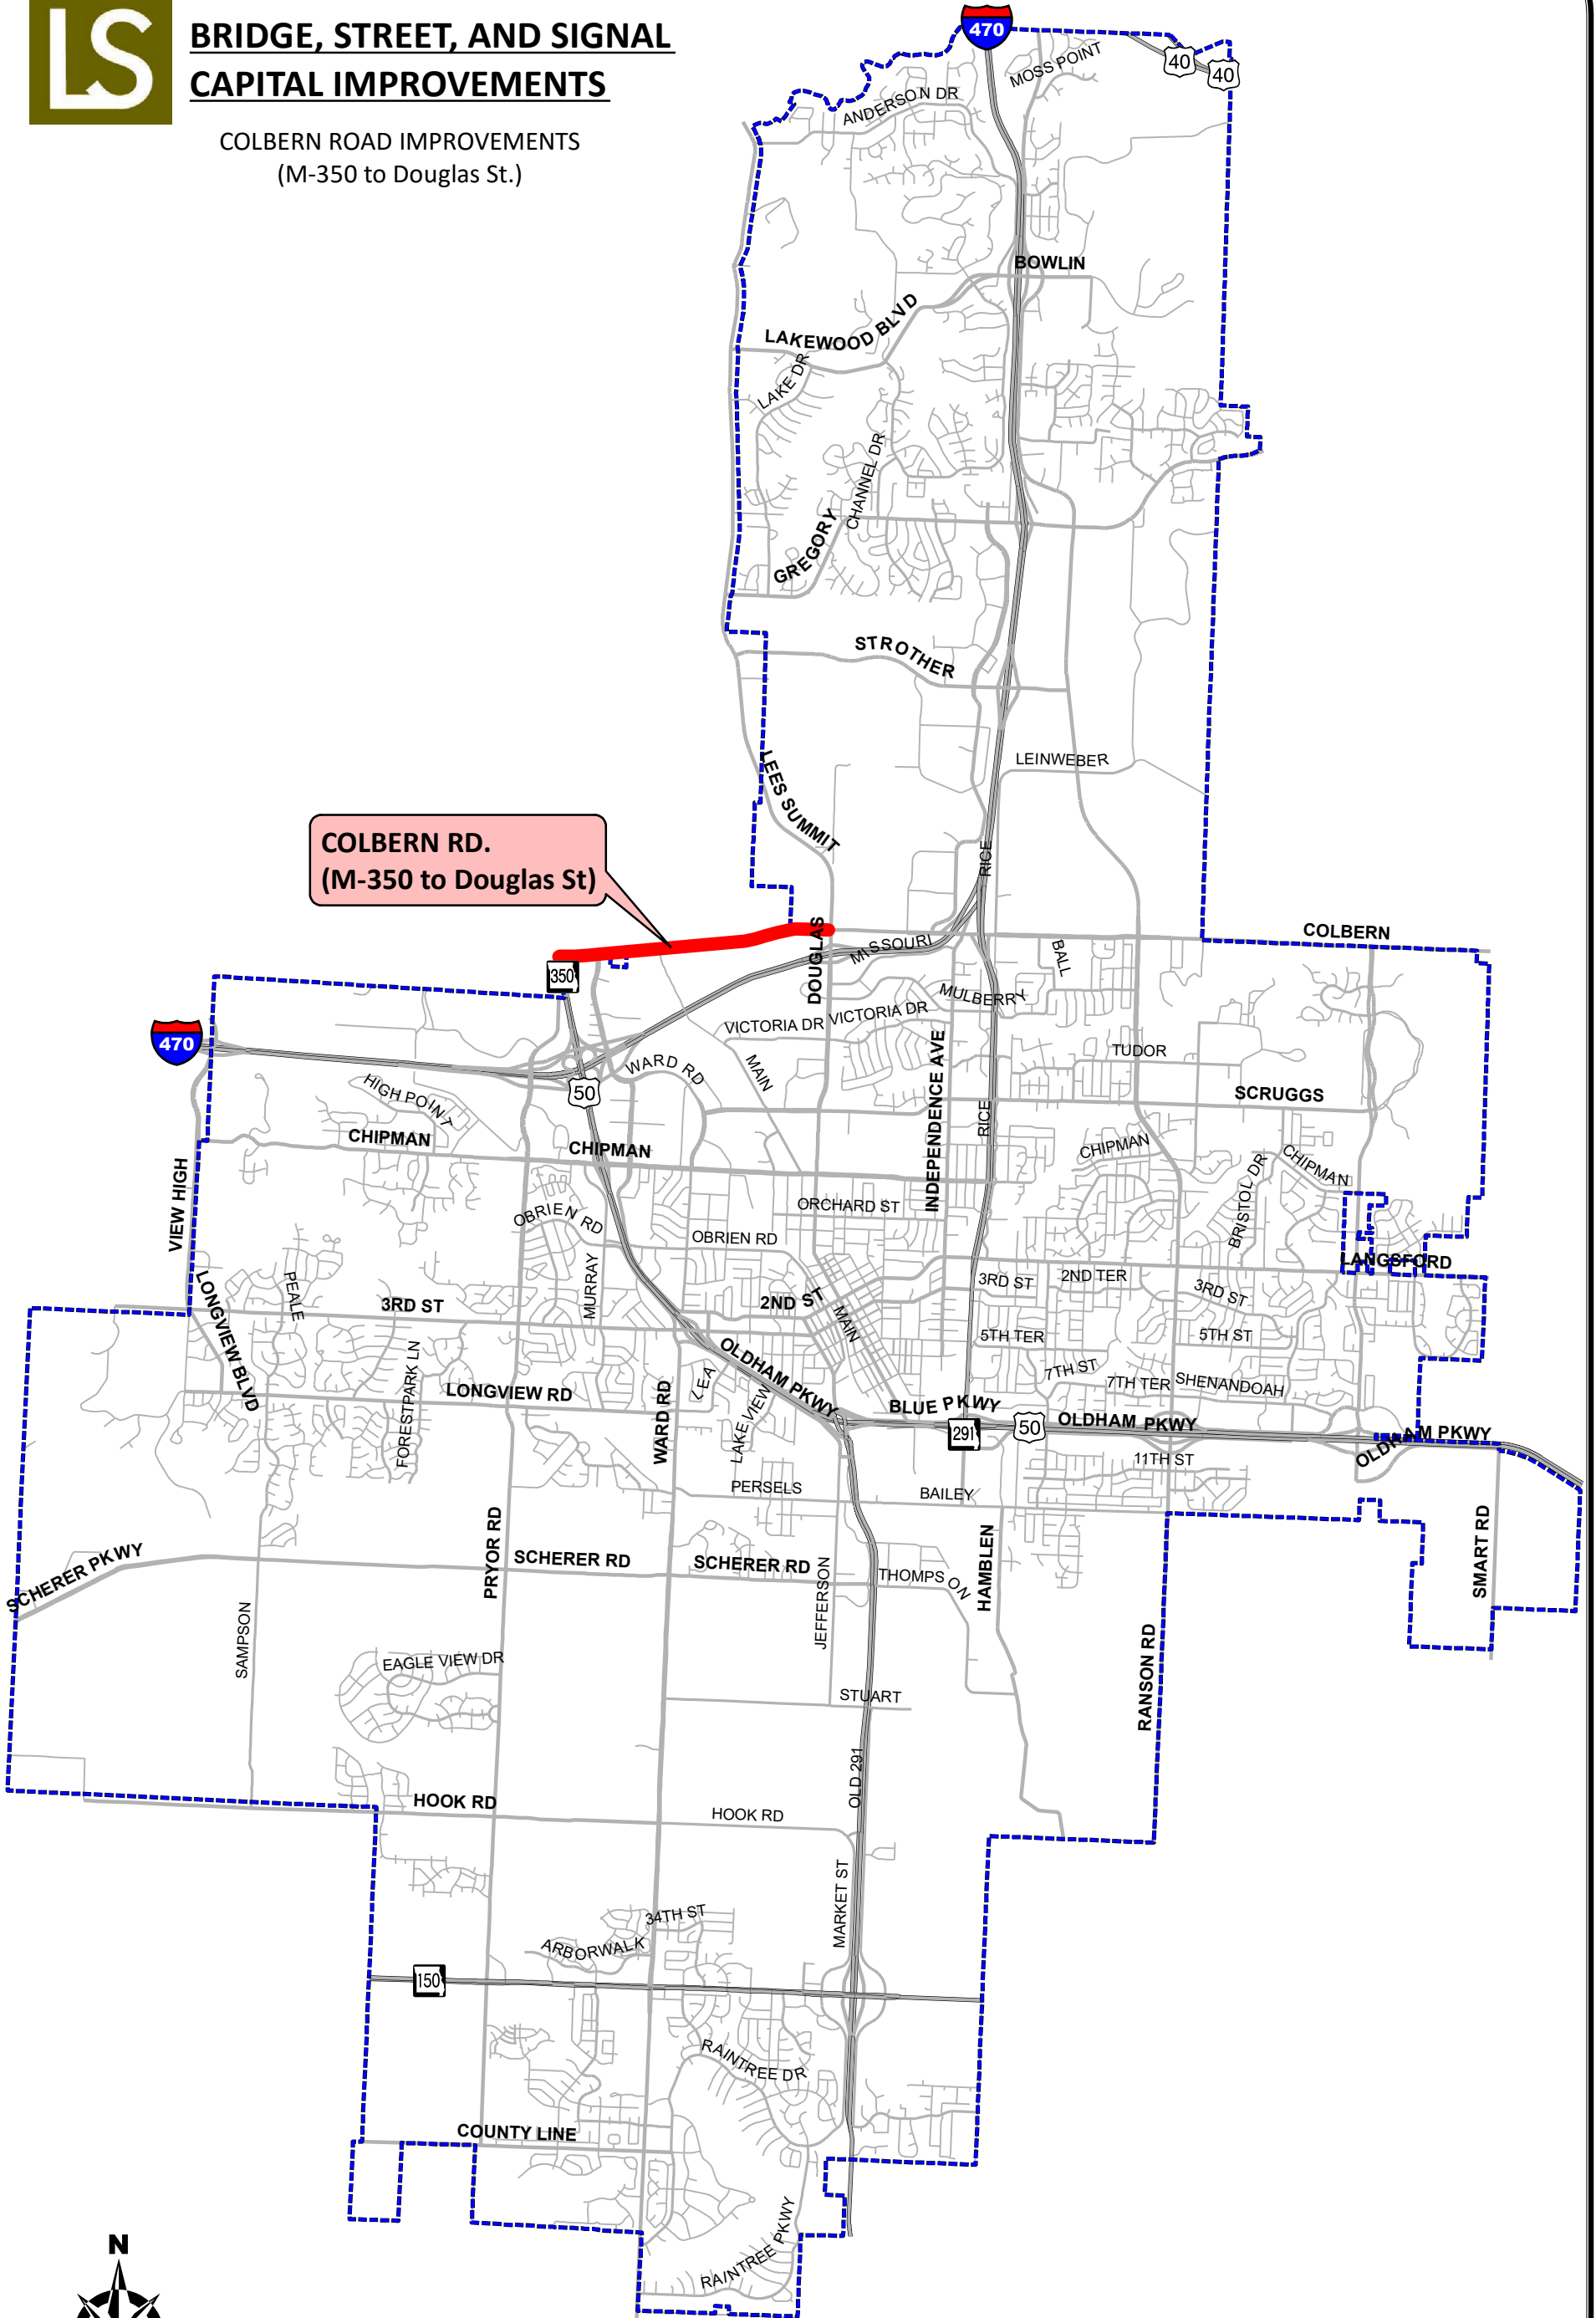 LS
BRIDGE, STREET, AND SIGNAL
CAPITAL IMPROVEMENTS
COLBERN ROAD IMPROVEMENTS
(M-350 to Douglas St.)
470
40
40
MOSS POINT
ANDERSON DR
BOWLIN
LAKEWOOD BLVD
LAKE DR
CHANNEL DR
GREGORY
STROTHER
LEINWEBER
LEES SUMMIT
RICE
COLBERN RD.
(M-350 to Douglas St)
COLBERN
DOUGLAS
MISSOURI
BALL
350
MULBERRY
VICTORIA DR
VICTORIA DR
470
INDEPENDENCE AVE
TUDOR
WARD RD
MAIN
50
HIGH POINT
SCRUGGS
RICE
CHIPMAN
CHIPMAN
CHIPMAN
CHIPMAN
BRISTOL DR
VIEW HIGH
ORCHARD ST
OBRIEN RD
OBRIEN RD
LANGSFORD
PEALE
MURRAY
3RD ST
2ND TER
3RD ST
LONGVIEW BLVD
3RD ST
2ND ST
MAIN
5TH TER
5TH ST
FORESTPARK LN
OLDHAM PKWY
LEA
7TH ST
7TH TER
SHENANDOAH
LONGVIEW RD
WARD RD
LAKEVIEW
BLUE PKWY
291
50
OLDHAM PKWY
OLDHAM PKWY
11TH ST
PERSELS
BAILEY
PRYOR RD
SMART RD
HAMBLEN
SCHERER PKWY
SCHERER RD
SCHERER RD
THOMPSON
JEFFERSON
SAMPSON
EAGLE VIEW DR
RANSON RD
STUART
OLD 291
HOOK RD
HOOK RD
MARKET ST
34TH ST
ARBORWALK
150
RAINTREE DR
COUNTY LINE
RAINTREE PKWY
N